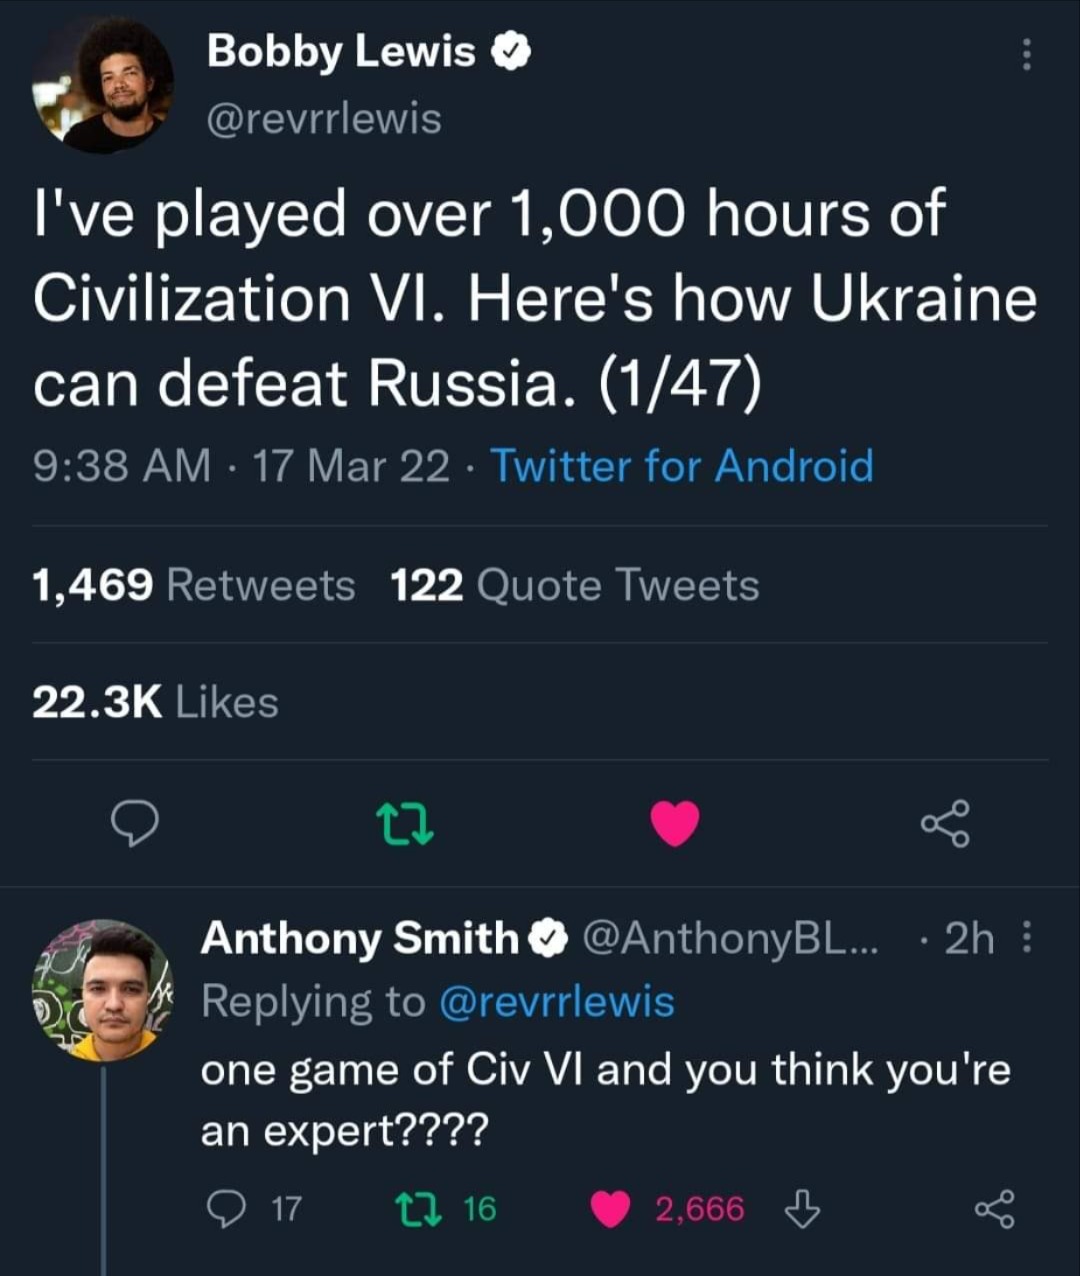 Bobby Lewis
@revrrlewis
I've played over 1,000 hours of
Civilization VI. Here's how Ukraine
can defeat Russia. (1/47)
9:38 AM · 17 Mar 22 · Twitter for Android
1,469 Retweets 122 Quote Tweets
22.3K Likes
Anthony Smith @AnthonyBL... · 2h
Replying to @revrrlewis
one game of Civ VI and you think you're
an expert????
17 16 2,666